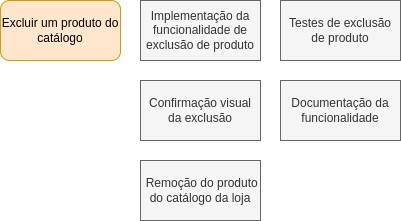 Excluir um produto do
catálogo
Implementação da
funcionalidade de
exclusão de produto
Testes de exclusão
de produto
Confirmação visual
da exclusão
Documentação da
funcionalidade
Remoção do produto
do catálogo da loja